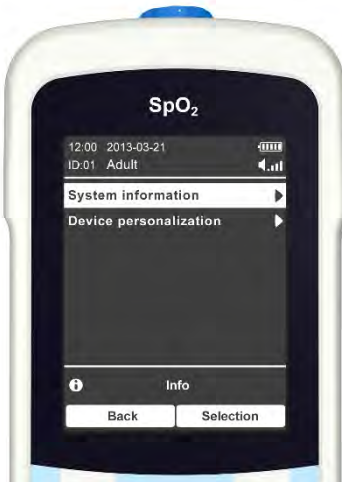 SpO₂
12:00 2013-03-21
ID:01 Adult
System information
Device personalization
Info
Back Selection